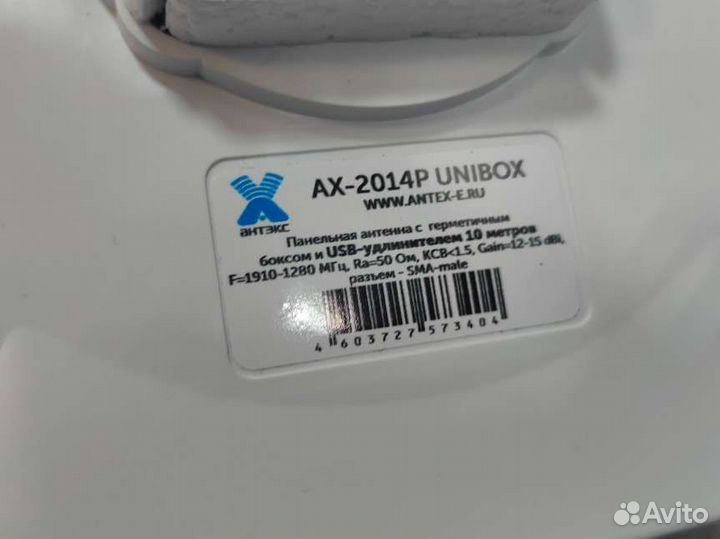 АНТЭКС
AX-2014P UNIBOX
WWW.ANTEX-E.RU
Панельная антенна с герметичным
боксом и USB-удлинителем 10 метров
F=1910-1280 МГц, Ra=50 Ом, КСВ<1.5, Gain=12-15 dBi,
разъем - SMA-male
4 603727 573404
Avito